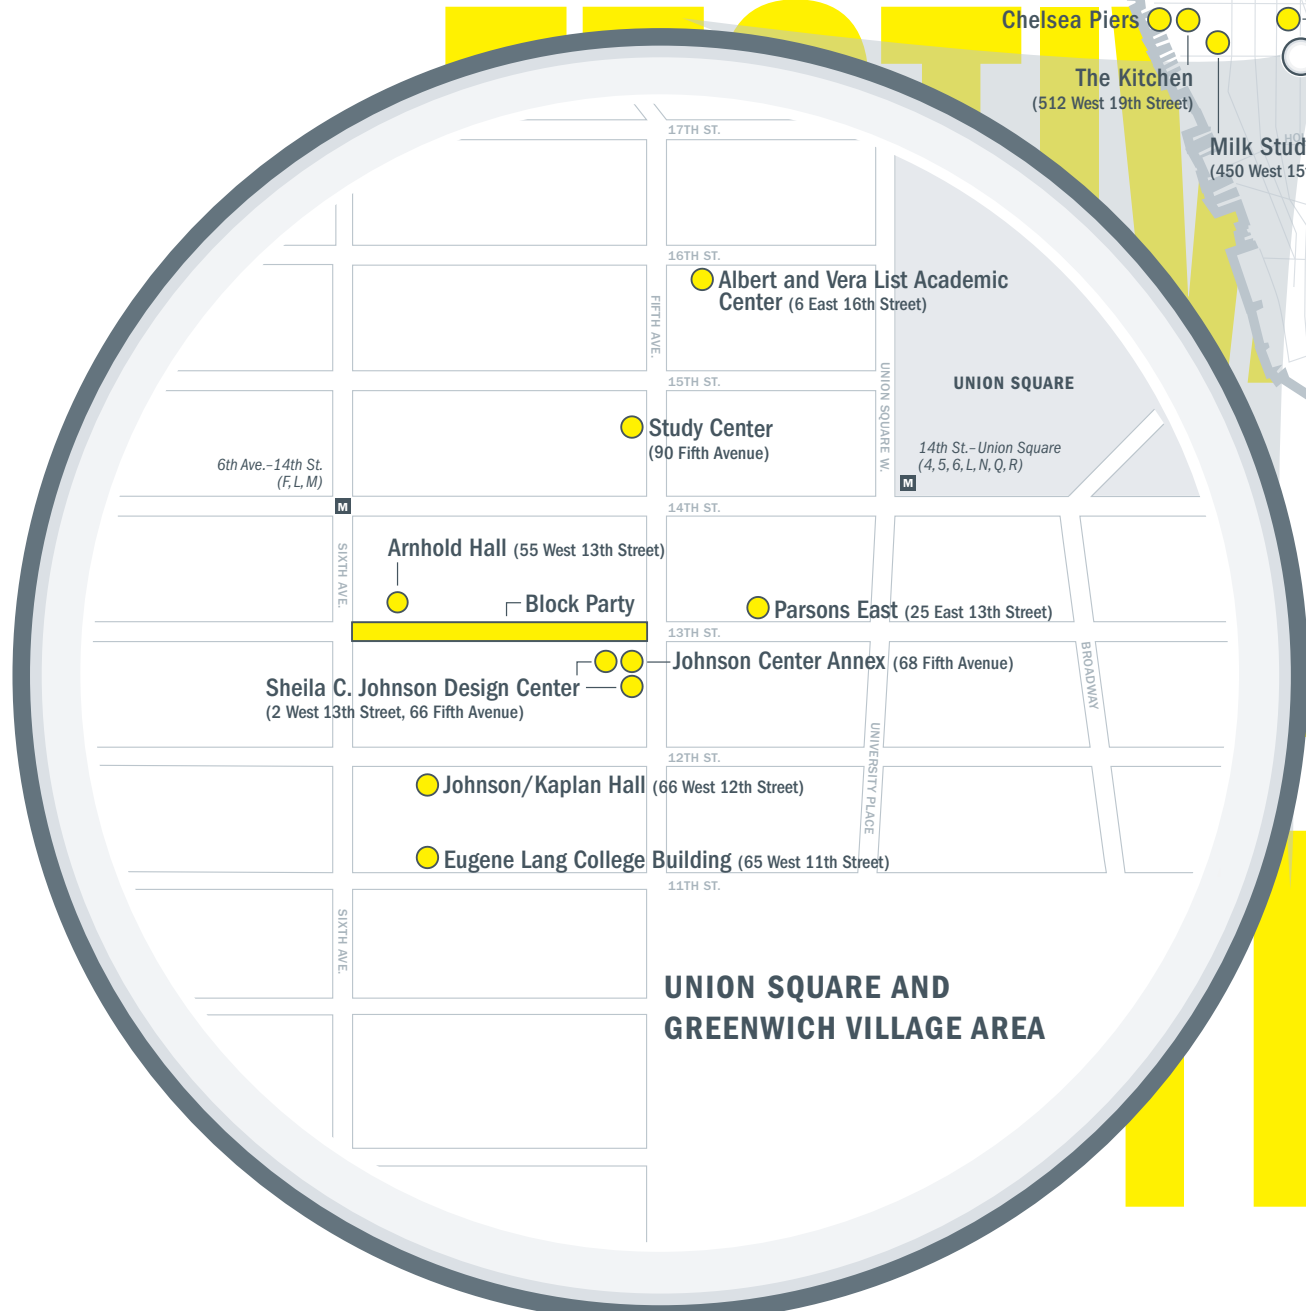 Chelsea Piers
The Kitchen
(512 West 19th Street)
Milk Stud
(450 West 15
17TH ST.
16TH ST.
Albert and Vera List Academic
Center (6 East 16th Street)
FIFTH AVE.
15TH ST.
UNION SQUARE W.
UNION SQUARE
Study Center
(90 Fifth Avenue)
14th St.–Union Square
(4, 5, 6, L, N, Q, R)
M
6th Ave.–14th St.
(F, L, M)
M
14TH ST.
SIXTH AVE.
Arnhold Hall (55 West 13th Street)
Block Party
Parsons East (25 East 13th Street)
13TH ST.
Johnson Center Annex (68 Fifth Avenue)
BROADWAY
Sheila C. Johnson Design Center
(2 West 13th Street, 66 Fifth Avenue)
UNIVERSITY PLACE
12TH ST.
Johnson/Kaplan Hall (66 West 12th Street)
Eugene Lang College Building (65 West 11th Street)
11TH ST.
SIXTH AVE.
UNION SQUARE AND
GREENWICH VILLAGE AREA